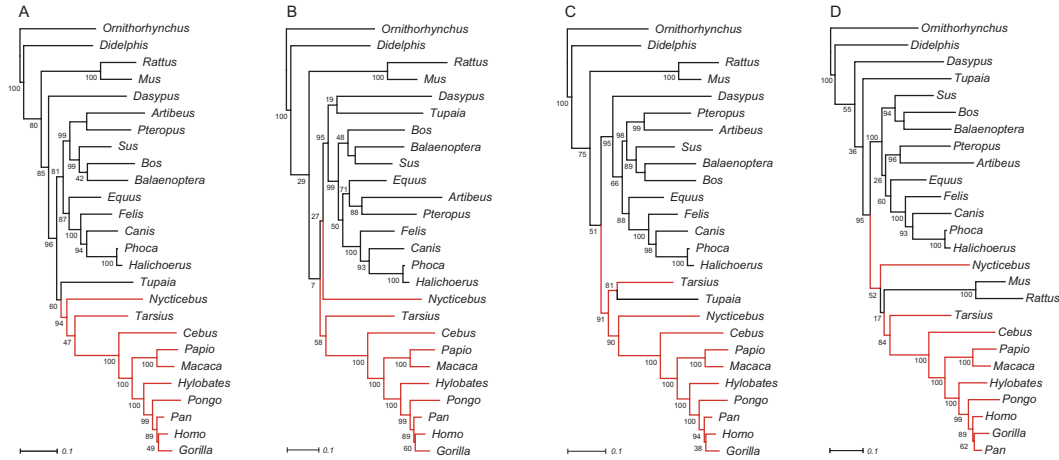 A
Ornithorhynchus
Didelphis
100
Rattus
100
Mus
80
Dasypus
Artibeus
99
Pteropus
Sus
99
Bos
85
81
42
Balaenoptera
Equus
87
Felis
100
Canis
94
Phoca
96
100
Halichoerus
Tupaia
60
Nycticebus
94
Tarsius
47
Cebus
100
Papio
100
Macaca
100
Hylobates
100
Pongo
99
Pan
89
Homo
49
Gorilla
0.1
B
Ornithorhynchus
Didelphis
100
Rattus
100
Mus
19
Dasypus
Tupaia
95
48
Bos
Balaenoptera
29
99
Sus
71
Equus
88
Artibeus
27
50
Pteropus
Felis
93
Canis
Phoca
7
100
Halichoerus
Nycticebus
58
Tarsius
Cebus
100
Papio
100
Macaca
100
Hylobates
100
Pongo
99
Pan
89
Homo
60
Gorilla
0.1
C
Ornithorhynchus
Didelphis
100
Rattus
100
Mus
75
Dasypus
95
98
Pteropus
99
Artibeus
Sus
89
Balaenoptera
66
Bos
Equus
88
Felis
51
100
Canis
98
Phoca
100
Halichoerus
81
Tarsius
Tupaia
91
Nycticebus
90
Cebus
100
Papio
100
Macaca
100
Hylobates
100
Pongo
99
Pan
94
Homo
38
Gorilla
0.1
D
Ornithorhynchus
Didelphis
100
Dasypus
55
Tupaia
Sus
94
Bos
100
Balaenoptera
36
Pteropus
96
Artibeus
26
Equus
60
Felis
Canis
95
93
Phoca
100
Halichoerus
Nycticebus
52
Mus
100
Rattus
17
Tarsius
84
Cebus
100
Papio
100
Macaca
100
Hylobates
100
Pongo
99
Homo
89
Gorilla
62
Pan
0.1